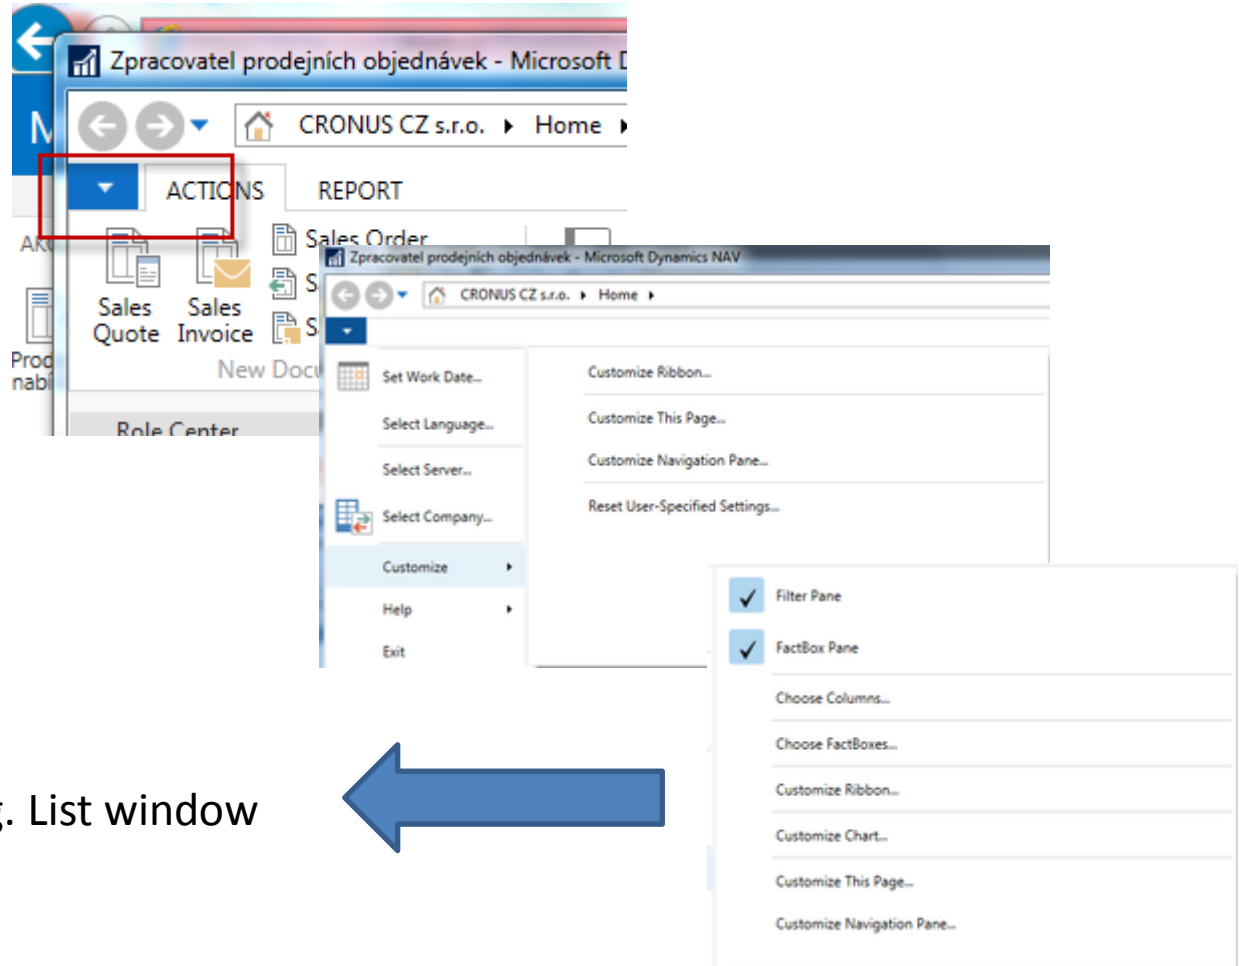 Zpracovatel prodejních objednávek - Microsoft
CRONUS CZ s.r.o. Home
ACTIONS REPORT
Sales Order
Sales Quote
Sales Invoice
New
Role Center
Zpracovatel prodejních objednávek - Microsoft Dynamics NAV
CRONUS CZ s.r.o. Home
Set Work Date...
Select Language...
Select Server...
Select Company...
Customize
Help
Exit
Customize Ribbon...
Customize This Page...
Customize Navigation Pane...
Reset User-Specified Settings...
Filter Pane
FactBox Pane
Choose Columns...
Choose FactBoxes...
Customize Ribbon...
Customize Chart...
Customize This Page...
Customize Navigation Pane...
. List window